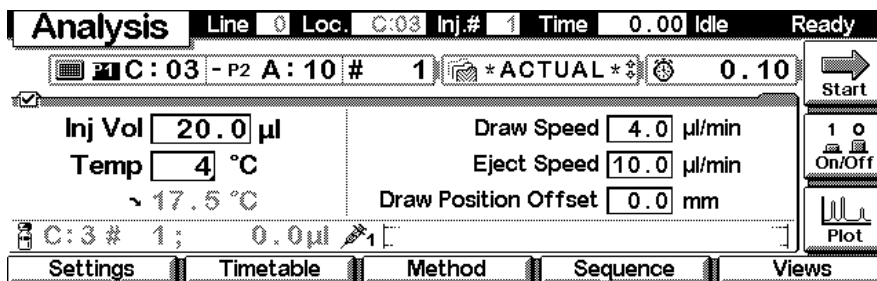 Analysis Line 0 Loc. C:03 Inj.# 1 Time 0.00 Idle Ready
P1 C:03 - P2 A:10 # 1 *ACTUAL* 0.10
Start
Inj Vol 20.0 µl Draw Speed 4.0 µl/min
1 0
On/Off
Temp 4 °C Eject Speed 10.0 µl/min
17.5 °C Draw Position Offset 0.0 mm
C:3 # 1; 0.0µl 1
Plot
Settings Timetable Method Sequence Views